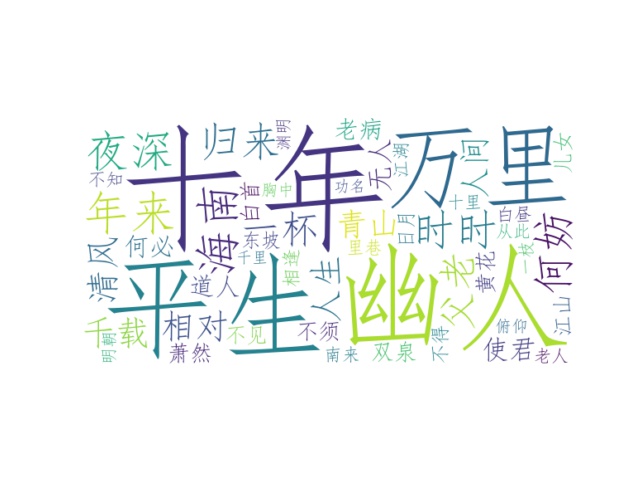 十年
万里
平生
幽人
夜深
归来
渊明
老病
无人
江湖
人间
儿女
不知
年来
海南
白首
胸中
功名
十里
一杯
青山
日月
时时
白昼
何妨
清风
何必
东坡
千里
里巷
从此
一枝
道人
相逢
人生
父老
黄花
千载
相对
不见
不须
不得
俯仰
江山
明朝
萧然
南来
双泉
使君
老人